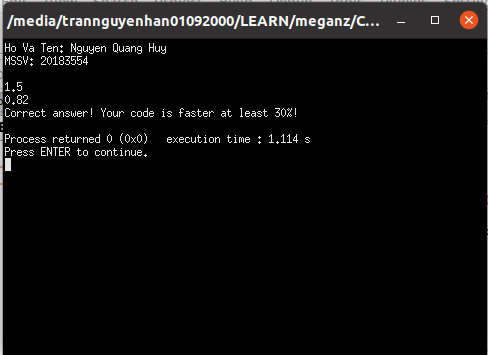 /media/trannguyenhan01092000/LEARN/meganz/C...
Ho Va Ten: Nguyen Quang Huy
MSSV: 20183554
1.5
0.82
Correct answer! Your code is faster at least 30%!
Process returned 0 (0x0)   execution time : 1.114 s
Press ENTER to continue.